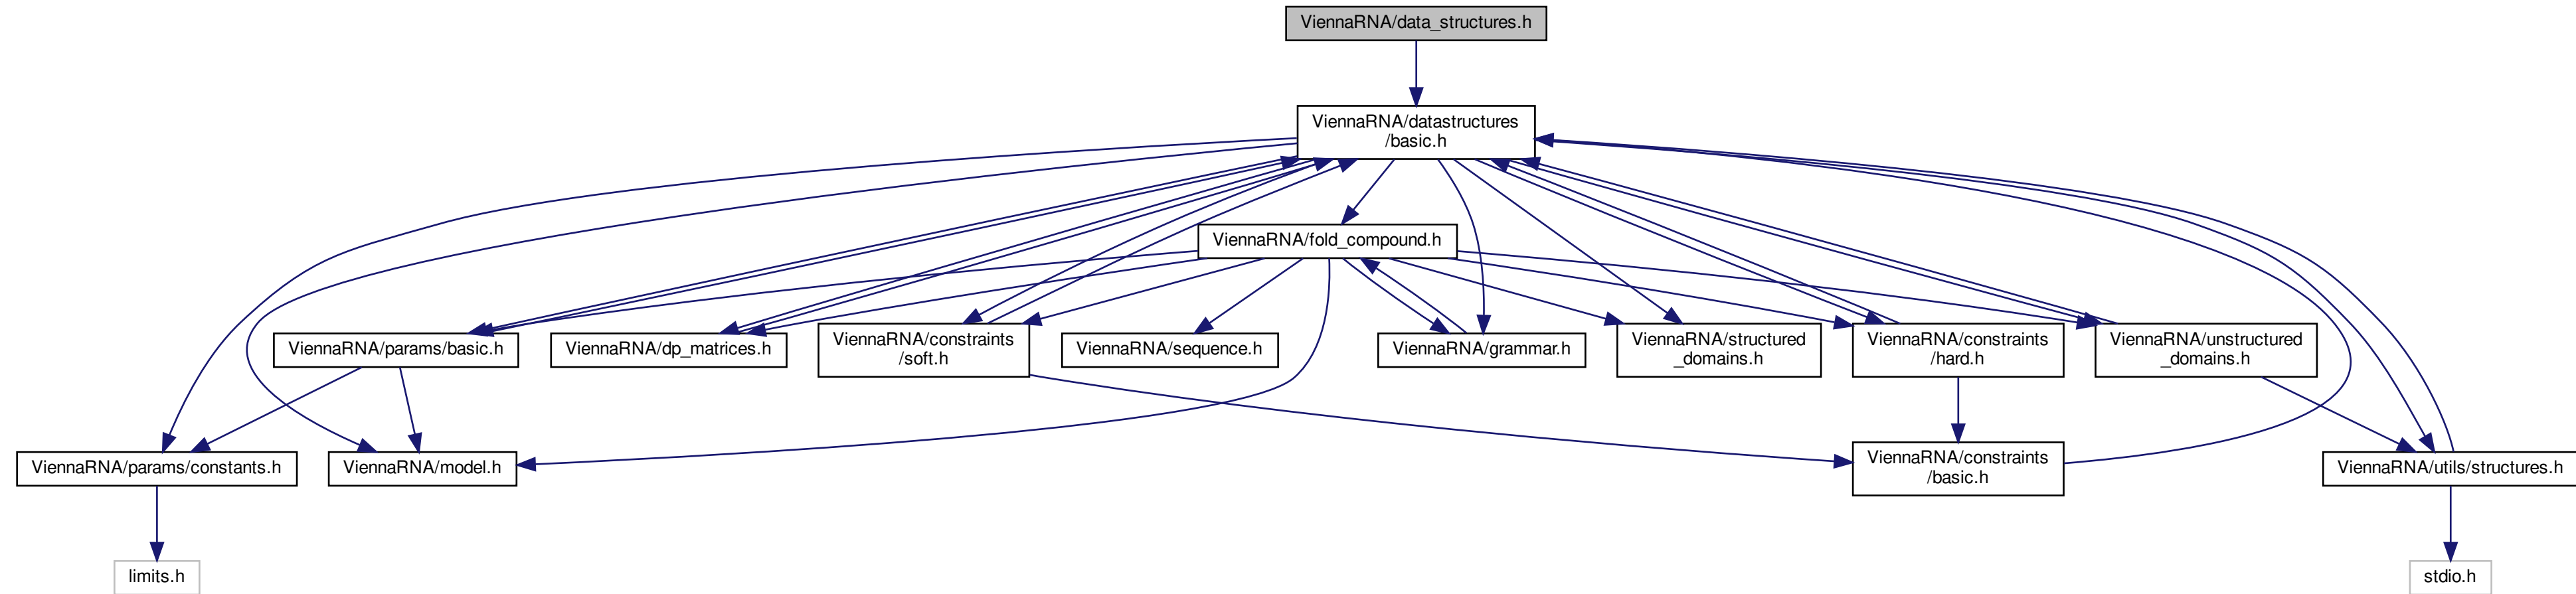 ViennaRNA/data_structures.h
ViennaRNA/datastructures
/basic.h
ViennaRNA/fold_compound.h
ViennaRNA/params/basic.h
ViennaRNA/dp_matrices.h
ViennaRNA/constraints
/soft.h
ViennaRNA/sequence.h
ViennaRNA/grammar.h
ViennaRNA/structured
_domains.h
ViennaRNA/constraints
/hard.h
ViennaRNA/unstructured
_domains.h
ViennaRNA/params/constants.h
ViennaRNA/model.h
ViennaRNA/constraints
/basic.h
ViennaRNA/utils/structures.h
limits.h
stdio.h